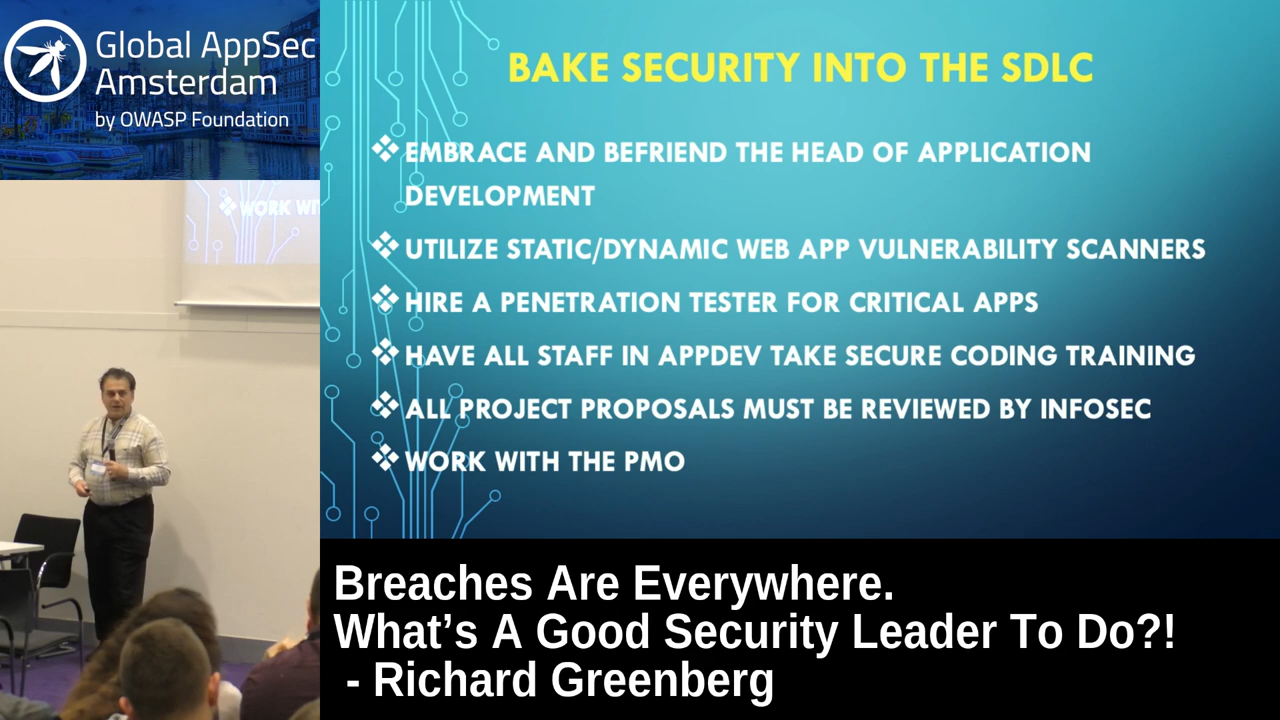 Global AppSec
Amsterdam
by OWASP Foundation
WORK WIT
BAKE SECURITY INTO THE SDLC
❖EMBRACE AND BEFRIEND THE HEAD OF APPLICATION
DEVELOPMENT
❖UTILIZE STATIC/DYNAMIC WEB APP VULNERABILITY SCANNERS
❖HIRE A PENETRATION TESTER FOR CRITICAL APPS
❖HAVE ALL STAFF IN APPDEV TAKE SECURE CODING TRAINING
❖ALL PROJECT PROPOSALS MUST BE REVIEWED BY INFOSEC
❖WORK WITH THE PMO
Breaches Are Everywhere.
What’s A Good Security Leader To Do?!
- Richard Greenberg